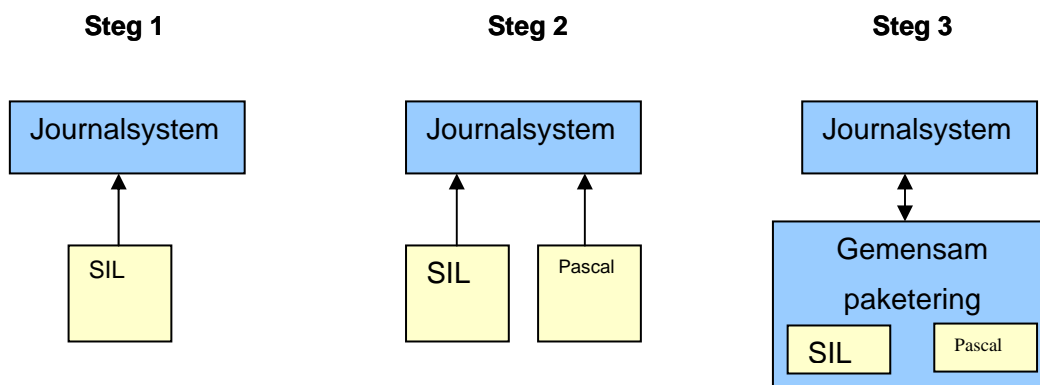 Steg 1
Journalsystem
SIL
Steg 2
Journalsystem
SIL
Pascal
Steg 3
Journalsystem
Gemensam
paketering
SIL
Pascal